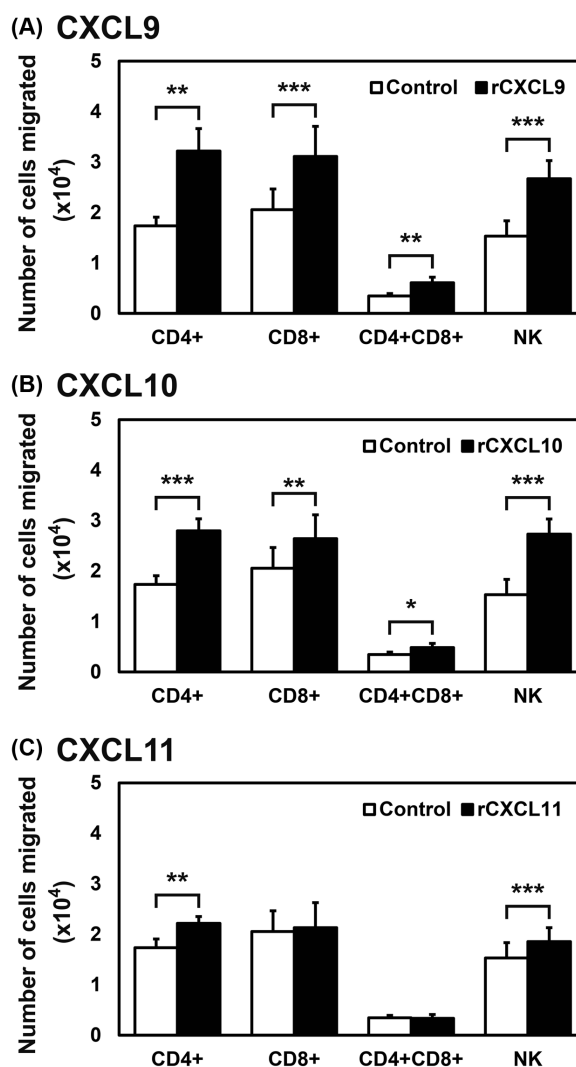 (A) CXCL9
Number of cells migrated
(x10⁴)
5
4
3
2
1
0
Control rCXCL9
**
***
**
***
CD4+ CD8+ CD4+CD8+ NK
(B) CXCL10
Number of cells migrated
(x10⁴)
5
4
3
2
1
0
Control rCXCL10
***
**
*
***
CD4+ CD8+ CD4+CD8+ NK
(C) CXCL11
Number of cells migrated
(x10⁴)
5
4
3
2
1
0
Control rCXCL11
**
***
CD4+ CD8+ CD4+CD8+ NK